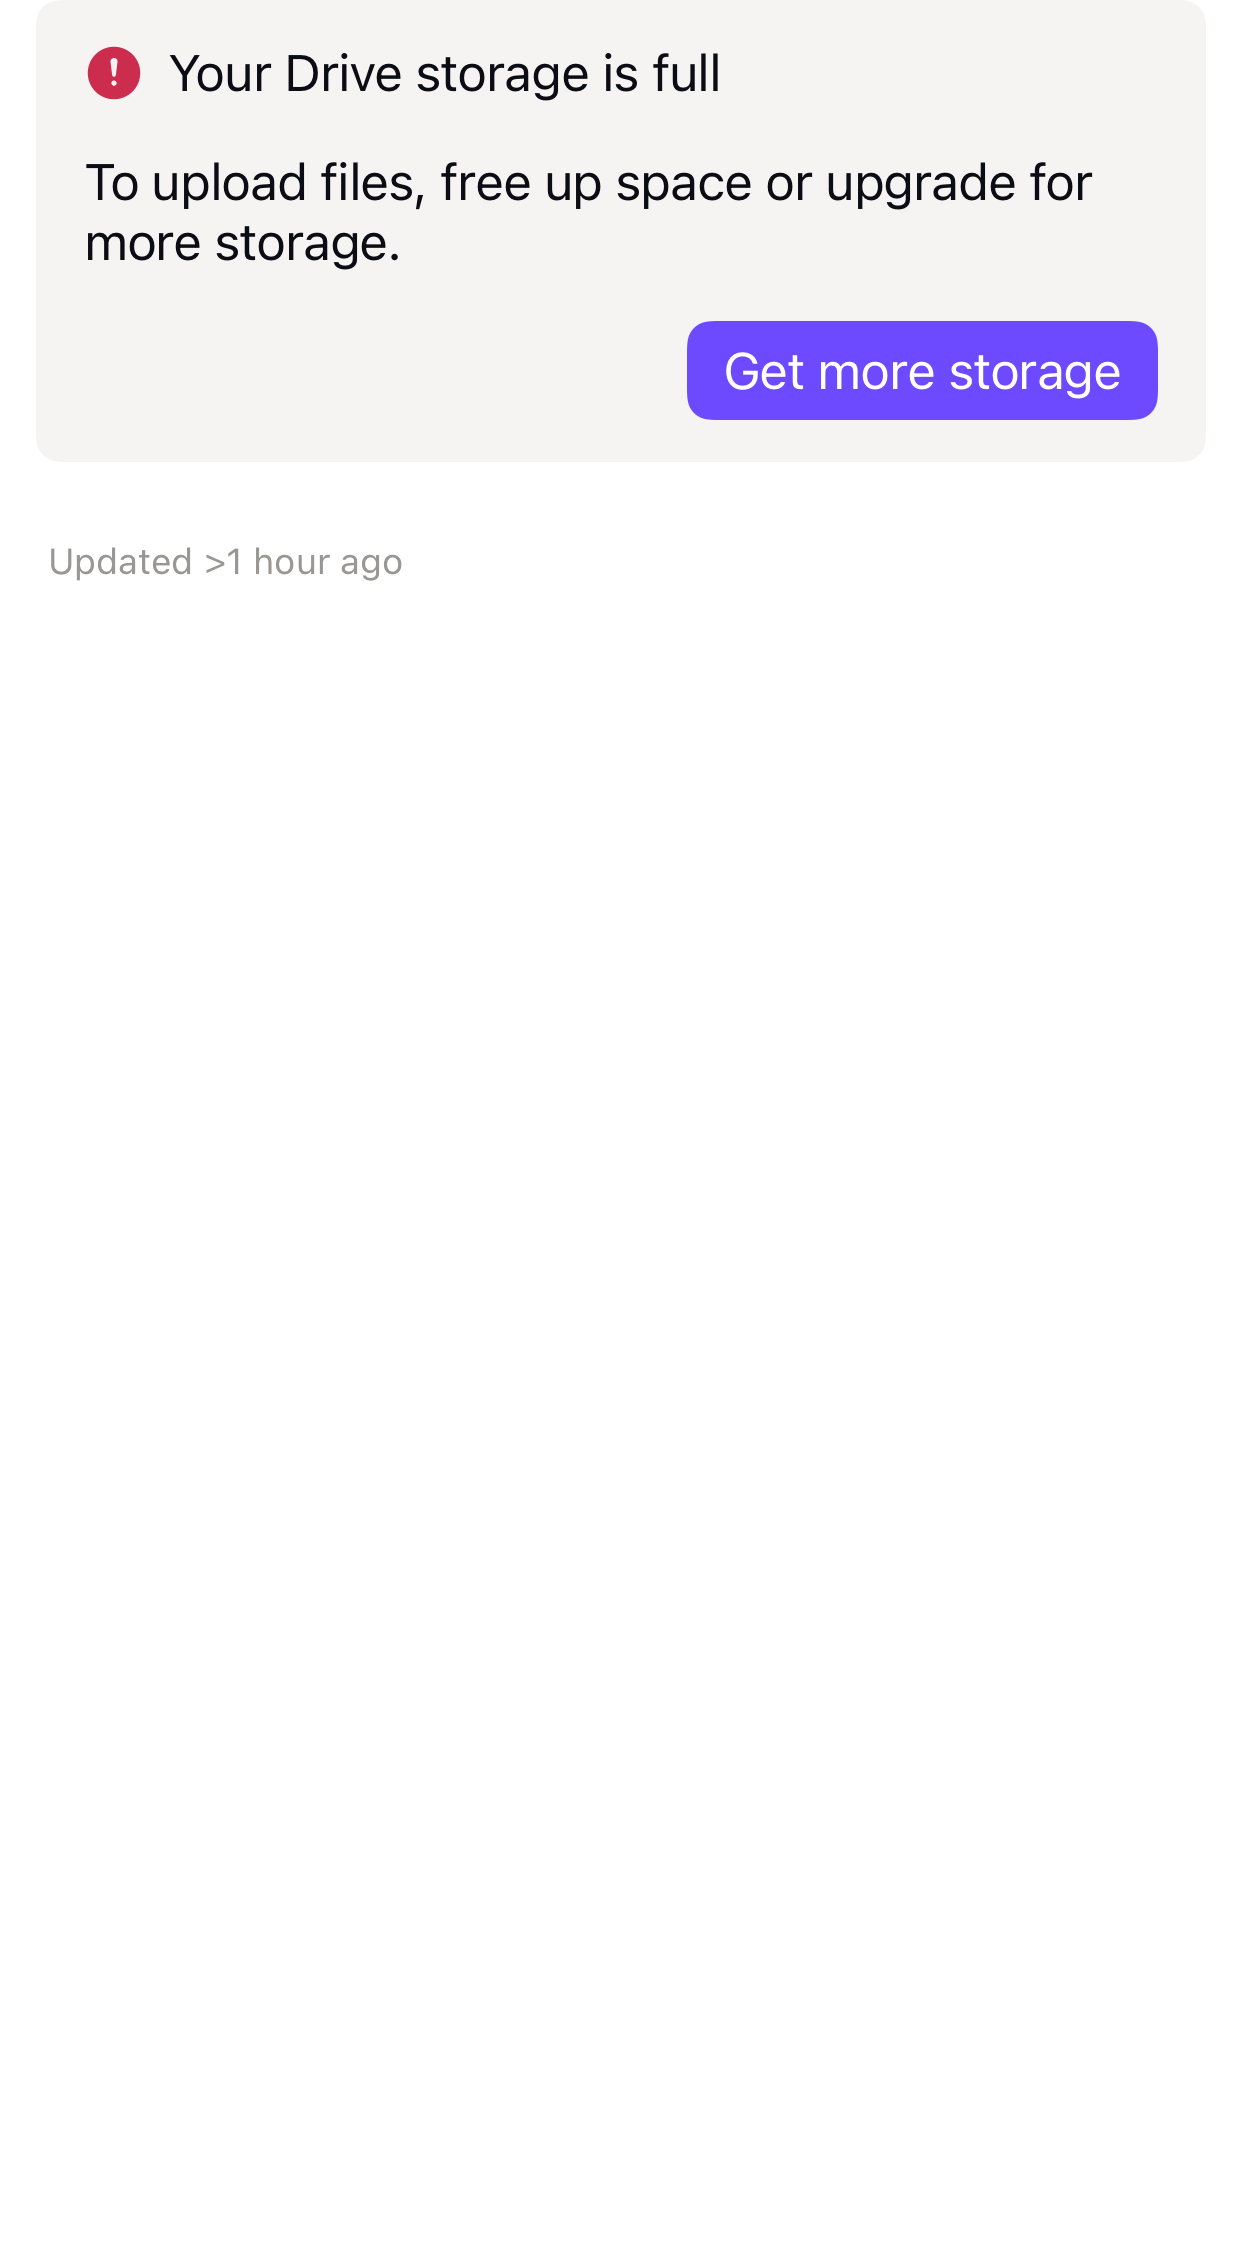 Your Drive storage is full
To upload files, free up space or upgrade for
more storage.
Get more storage
Updated >1 hour ago